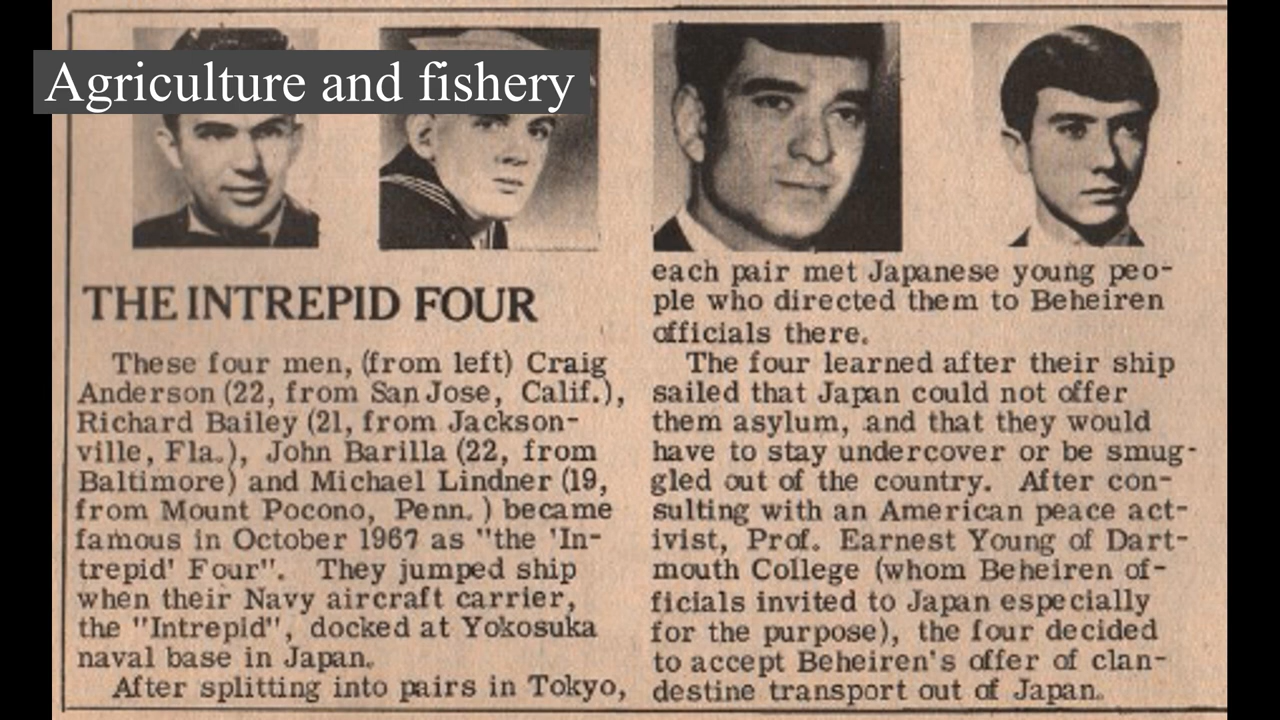 Agriculture and fishery
THE INTREPID FOUR
These four men, (from left) Craig
Anderson (22, from San Jose, Calif.),
Richard Bailey (21, from Jackson-
ville, Fla.), John Barilla (22, from
Baltimore) and Michael Lindner (19,
from Mount Pocono, Penn. ) became
famous in October 1967 as "the 'In-
trepid' Four". They jumped ship
when their Navy aircraft carrier,
the "Intrepid", docked at Yokosuka
naval base in Japan.
After splitting into pairs in Tokyo,
each pair met Japanese young peo-
ple who directed them to Beheiren
officials there.
The four learned after their ship
sailed that Japan could not offer
them asylum, and that they would
have to stay undercover or be smug-
gled out of the country. After con-
sulting with an American peace act-
ivist, Prof. Earnest Young of Dart-
mouth College (whom Beheiren of-
ficials invited to Japan especially
for the purpose), the four decided
to accept Beheiren's offer of clan-
destine transport out of Japan.